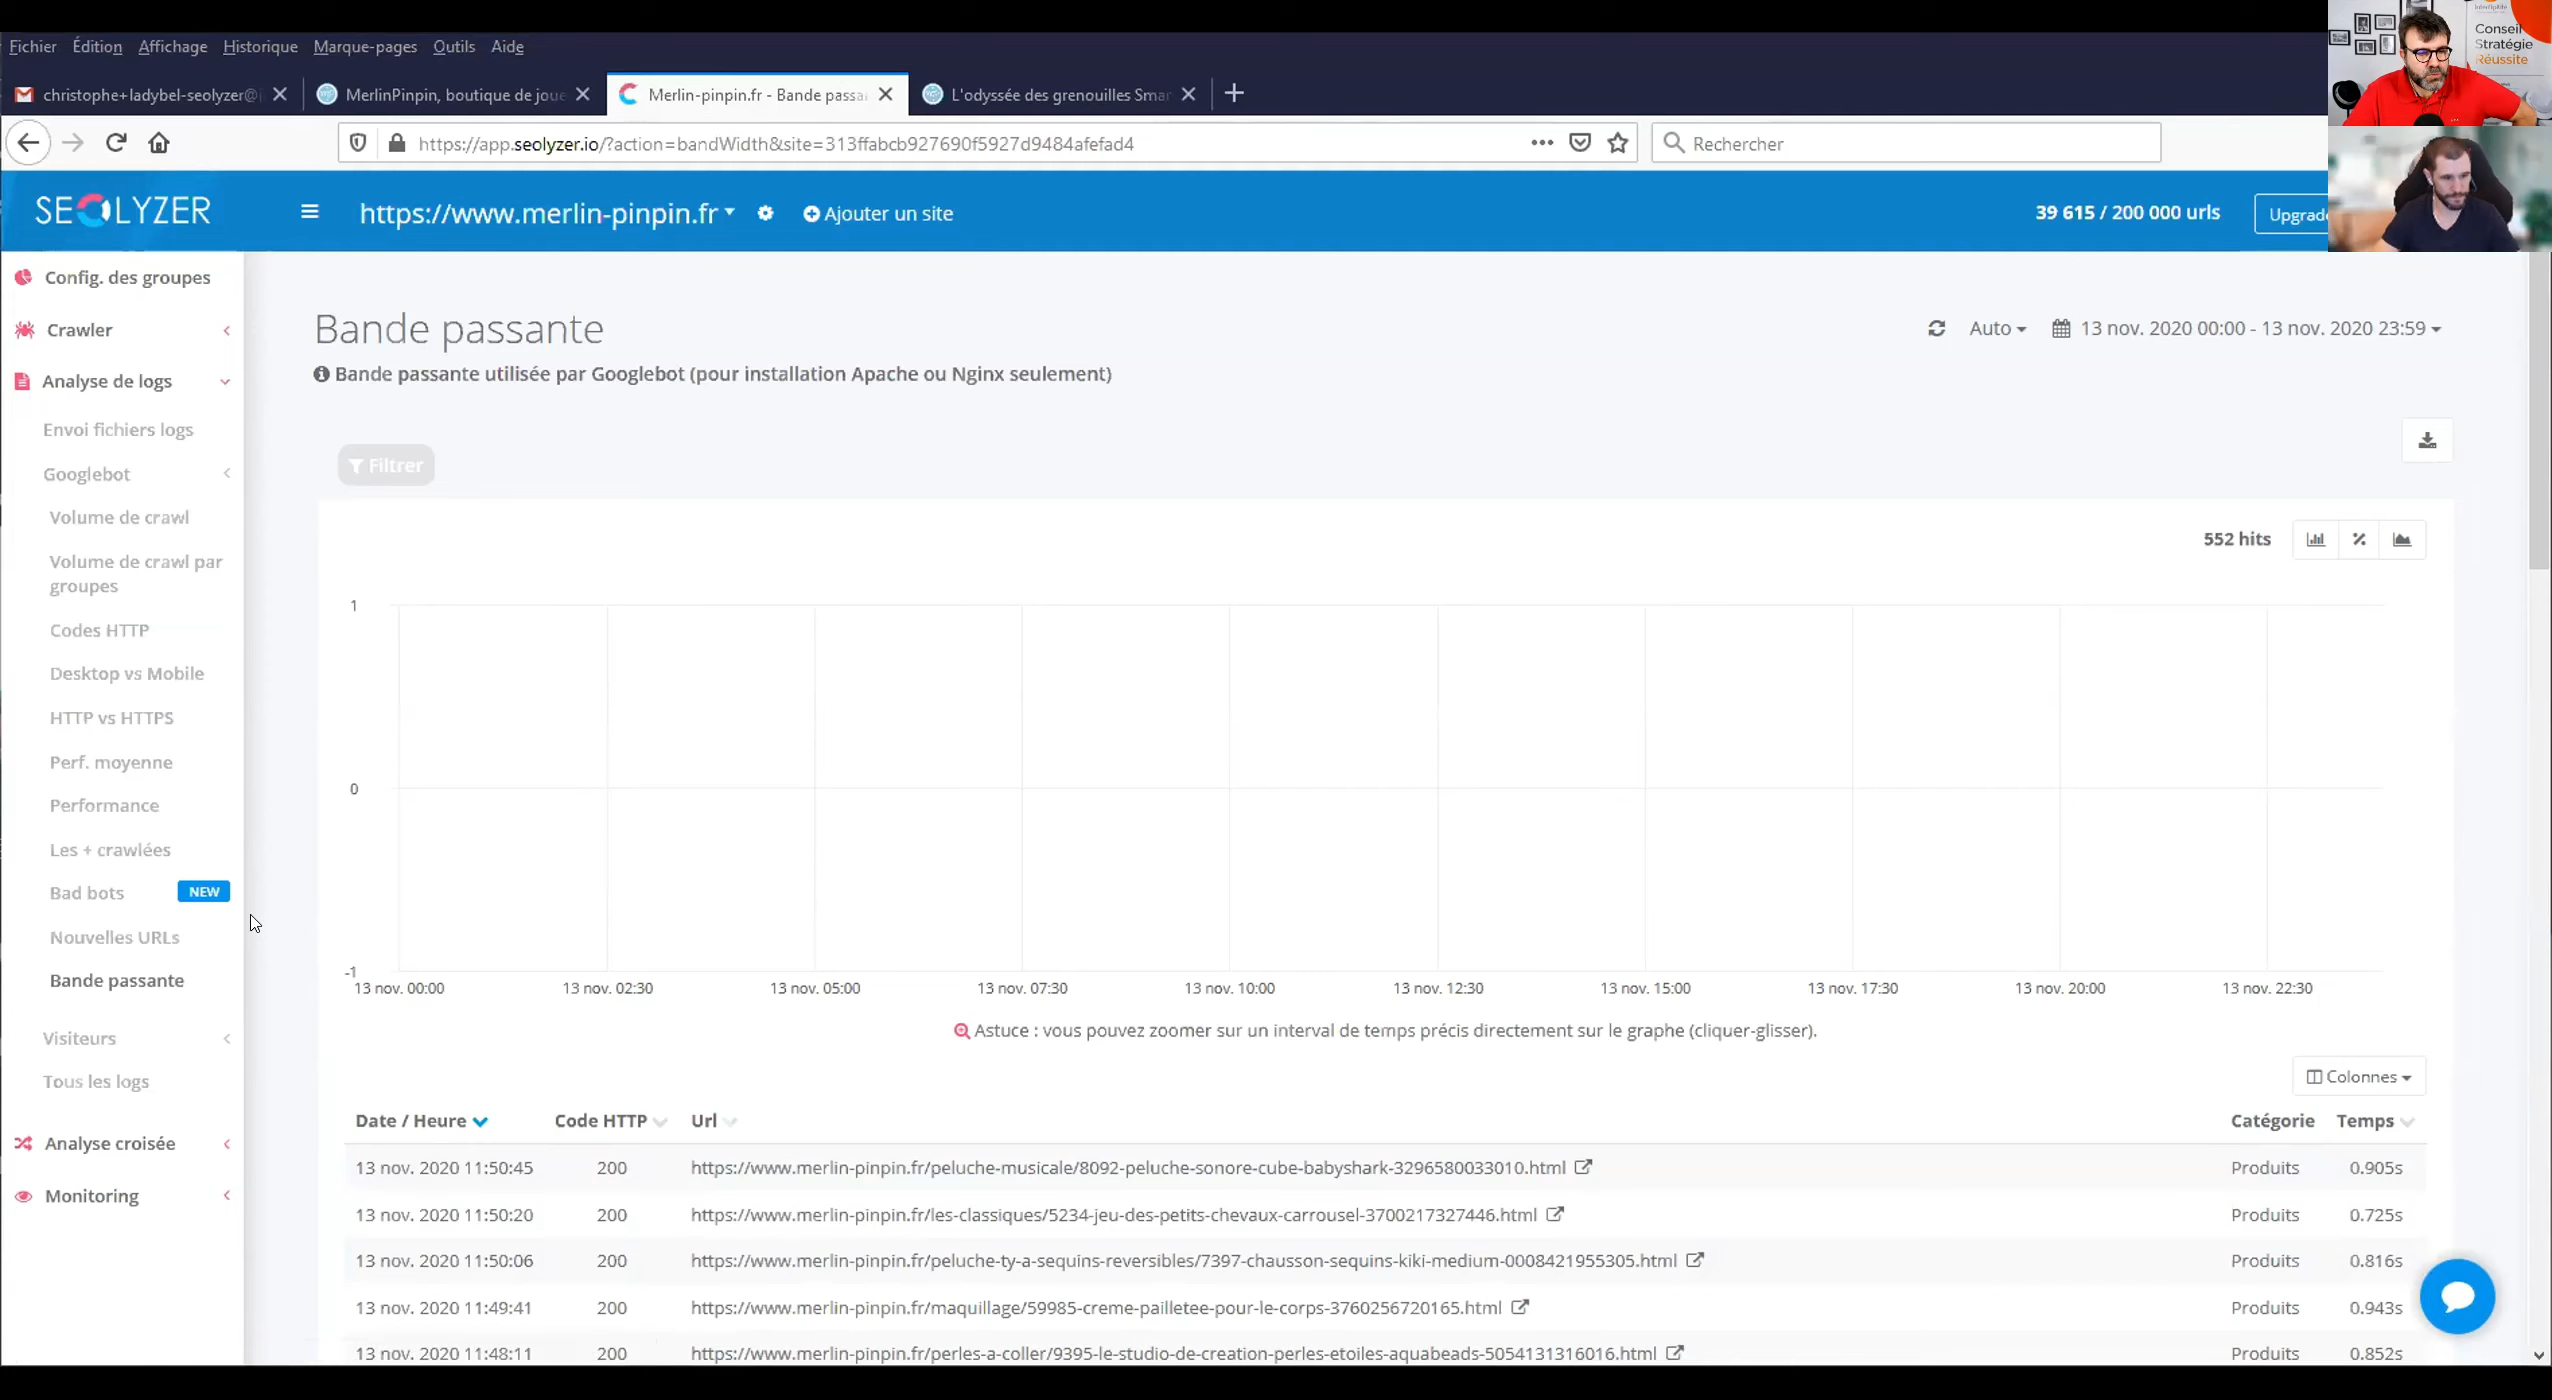 Fichier Édition Affichage Historique Marque-pages Outils Aide
christophe+ladybel-seolyzer@
MerlinPinpin, boutique de joue
Merlin-pinpin.fr - Bande passa
L'odyssée des grenouilles Smar
https://app.seolyzer.io/?action=bandWidth&site=313ffabcb927690f5927d9484afefad4
Rechercher
Conseil
Stratégie
Réussite
SEOLYZER
https://www.merlin-pinpin.fr
Ajouter un site
39 615 / 200 000 urls
Upgrad
Config. des groupes
Crawler
Analyse de logs
Envoi fichiers logs
Googlebot
Volume de crawl
Volume de crawl par
groupes
Codes HTTP
Desktop vs Mobile
HTTP vs HTTPS
Perf. moyenne
Performance
Les + crawlées
Bad bots NEW
Nouvelles URLs
Bande passante
Visiteurs
Tous les logs
Analyse croisée
Monitoring
Bande passante
Auto 13 nov. 2020 00:00 - 13 nov. 2020 23:59
Bande passante utilisée par Googlebot (pour installation Apache ou Nginx seulement)
Filtrer
552 hits
1
0
-1
13 nov. 00:00 13 nov. 02:30 13 nov. 05:00 13 nov. 07:30 13 nov. 10:00 13 nov. 12:30 13 nov. 15:00 13 nov. 17:30 13 nov. 20:00 13 nov. 22:30
Astuce : vous pouvez zoomer sur un interval de temps précis directement sur le graphe (cliquer-glisser).
Colonnes
Date / Heure Code HTTP Url Catégorie Temps
13 nov. 2020 11:50:45 200 https://www.merlin-pinpin.fr/peluche-musicale/8092-peluche-sonore-cube-babyshark-3296580033010.html Produits 0.905s
13 nov. 2020 11:50:20 200 https://www.merlin-pinpin.fr/les-classiques/5234-jeu-des-petits-chevaux-carrousel-3700217327446.html Produits 0.725s
13 nov. 2020 11:50:06 200 https://www.merlin-pinpin.fr/peluche-ty-a-sequins-reversibles/7397-chausson-sequins-kiki-medium-0008421955305.html Produits 0.816s
13 nov. 2020 11:49:41 200 https://www.merlin-pinpin.fr/maquillage/59985-creme-pailletee-pour-le-corps-3760256720165.html Produits 0.943s
13 nov. 2020 11:48:11 200 https://www.merlin-pinpin.fr/perles-a-coller/9395-le-studio-de-creation-perles-etoiles-aquabeads-5054131316016.html Produits 0.852s